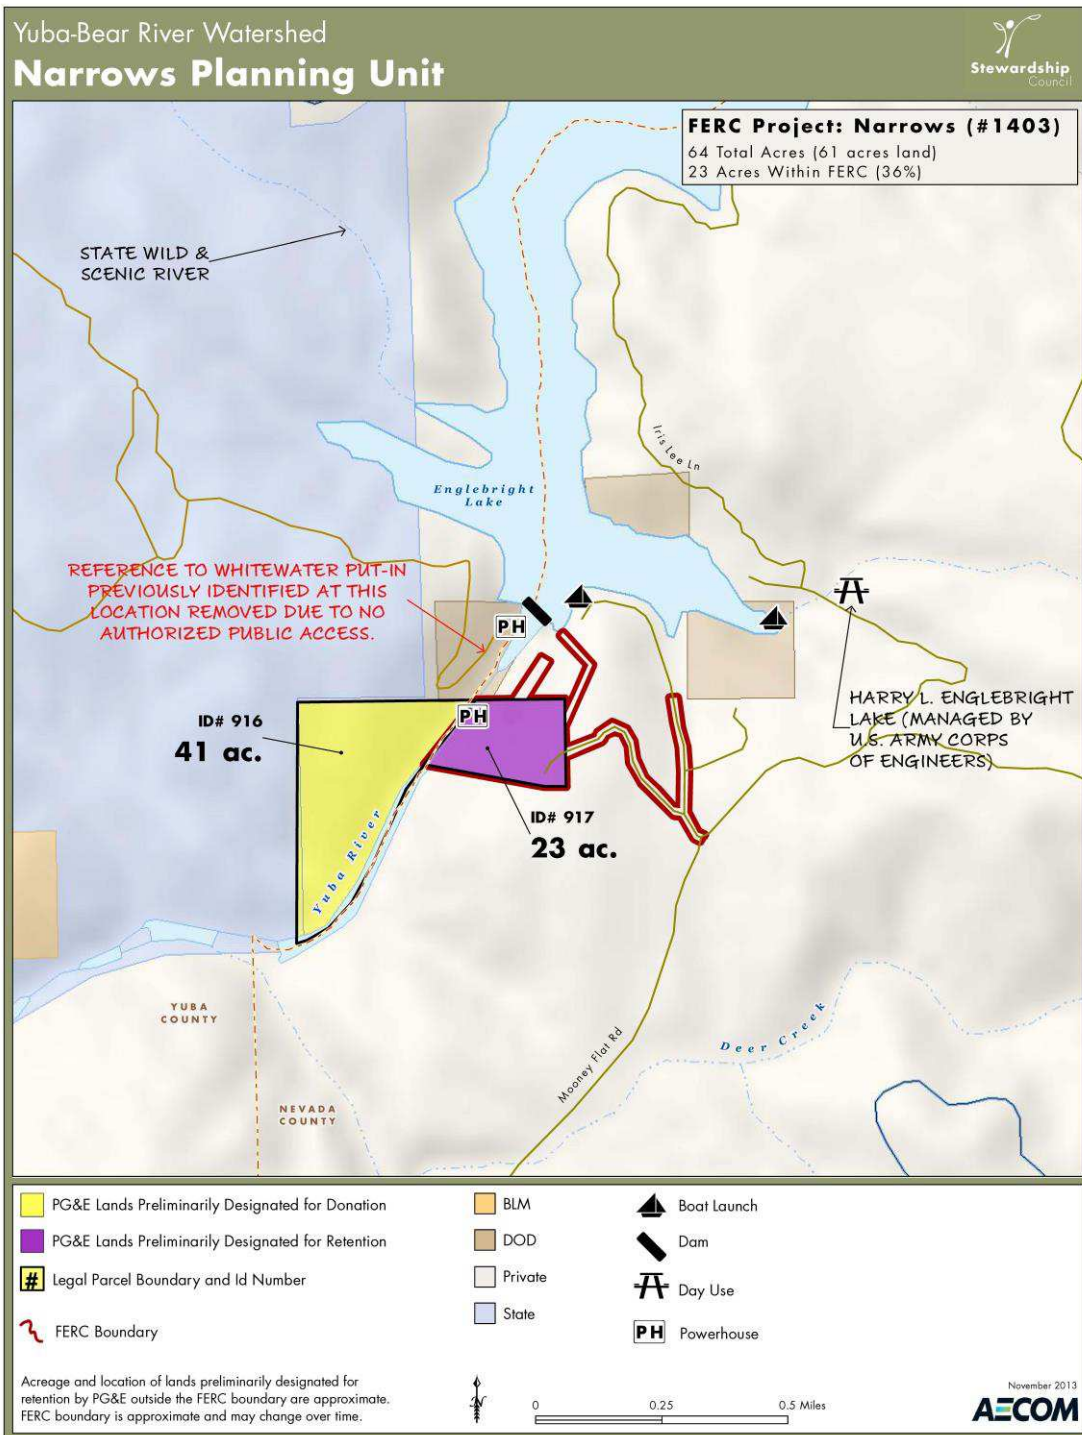 Yuba-Bear River Watershed
Narrows Planning Unit
Stewardship
Council
FERC Project: Narrows (#1403)
64 Total Acres (61 acres land)
23 Acres Within FERC (36%)
STATE WILD &
SCENIC RIVER
Iris Lee Ln
Englebright
Lake
REFERENCE TO WHITEWATER PUT-IN
PREVIOUSLY IDENTIFIED AT THIS
LOCATION REMOVED DUE TO NO
AUTHORIZED PUBLIC ACCESS.
PH
HARRY L. ENGLEBRIGHT
LAKE (MANAGED BY
U.S. ARMY CORPS
OF ENGINEERS)
ID# 916
41 ac.
PH
ID# 917
23 ac.
Yuba River
YUBA
COUNTY
Deer Creek
Mooney Flat Rd
NEVADA
COUNTY
PG&E Lands Preliminarily Designated for Donation
PG&E Lands Preliminarily Designated for Retention
# Legal Parcel Boundary and Id Number
FERC Boundary
BLM
DOD
Private
State
Boat Launch
Dam
Day Use
PH Powerhouse
Acreage and location of lands preliminarily designated for
retention by PG&E outside the FERC boundary are approximate.
FERC boundary is approximate and may change over time.
N
0 0.25 0.5 Miles
November 2013
AECOM